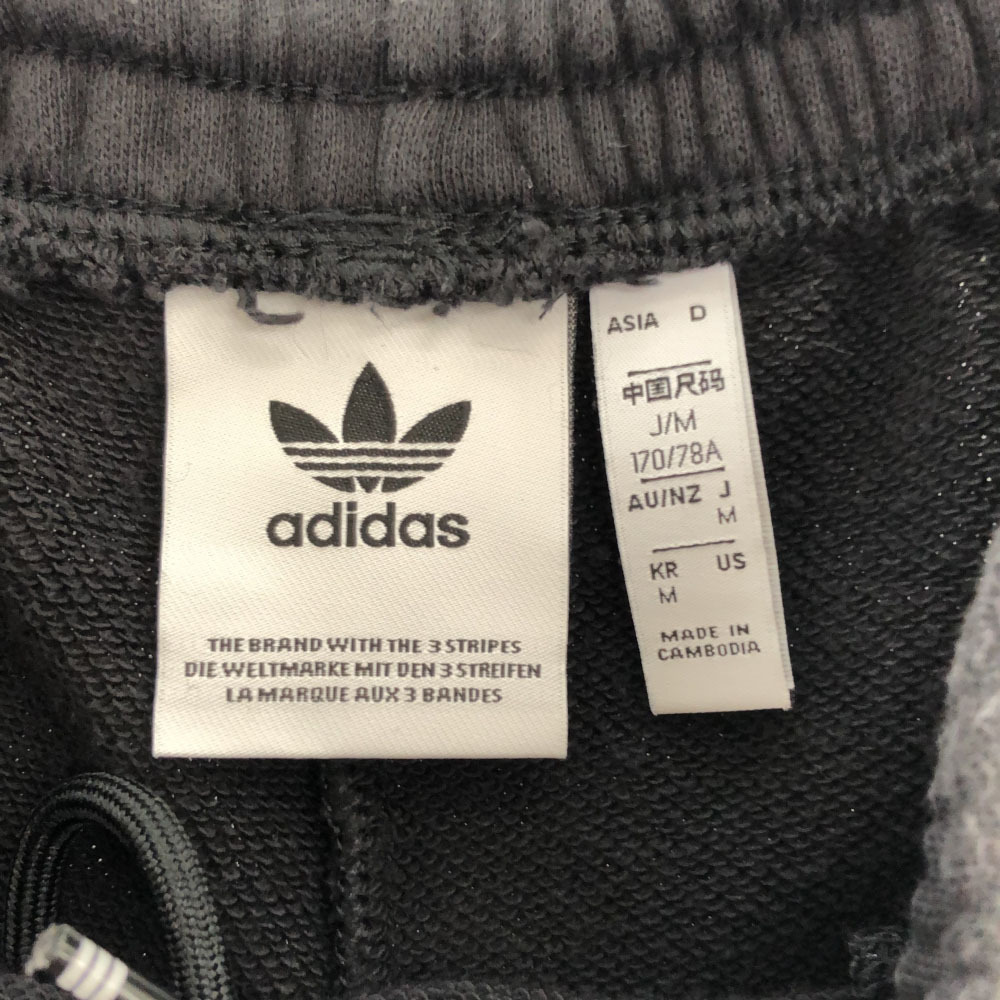 adidas
THE BRAND WITH THE 3 STRIPES
DIE WELTMARKE MIT DEN 3 STREIFEN
LA MARQUE AUX 3 BANDES
ASIA D
中国尺码
J/M
170/78A
AU/NZ J
M
KR US
M
MADE IN
CAMBODIA